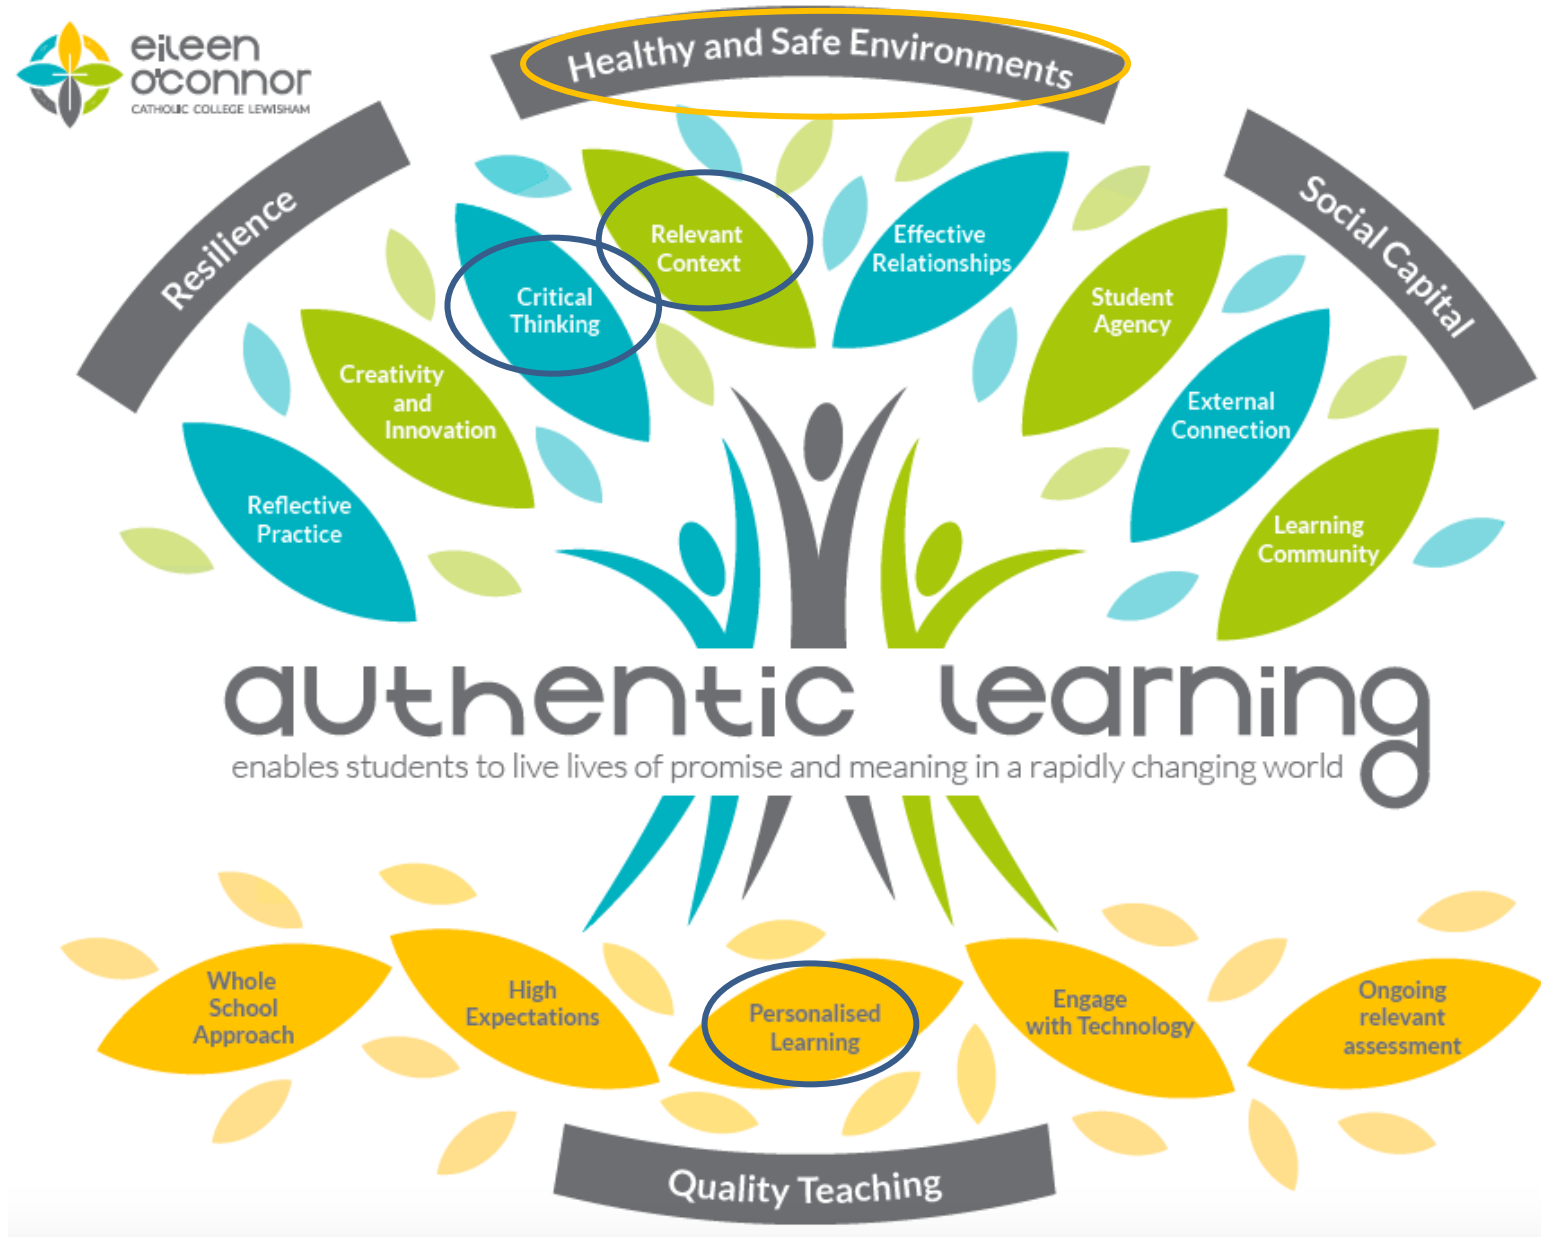 eileen
o'connor
CATHOLIC COLLEGE LEWISHAM
Healthy and Safe Environments
Resilience
Social Capital
Relevant
Context
Effective
Relationships
Critical
Thinking
Student
Agency
Creativity
and
Innovation
External
Connection
Reflective
Practice
Learning
Community
authentic learning
enables students to live lives of promise and meaning in a rapidly changing world
Whole
School
Approach
High
Expectations
Personalised
Learning
Engage
with Technology
Ongoing
relevant
assessment
Quality Teaching